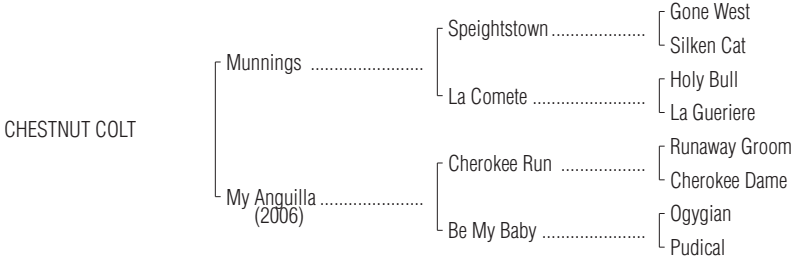 Gone West
Speightstown ......................
Silken Cat
Munnings .........................
Holy Bull
La Comete ..........................
La Gueriere
CHESTNUT COLT
Runaway Groom
Cherokee Run ...................
Cherokee Dame
My Anguilla .......................
(2006)
Ogygian
Be My Baby ........................
Pudical